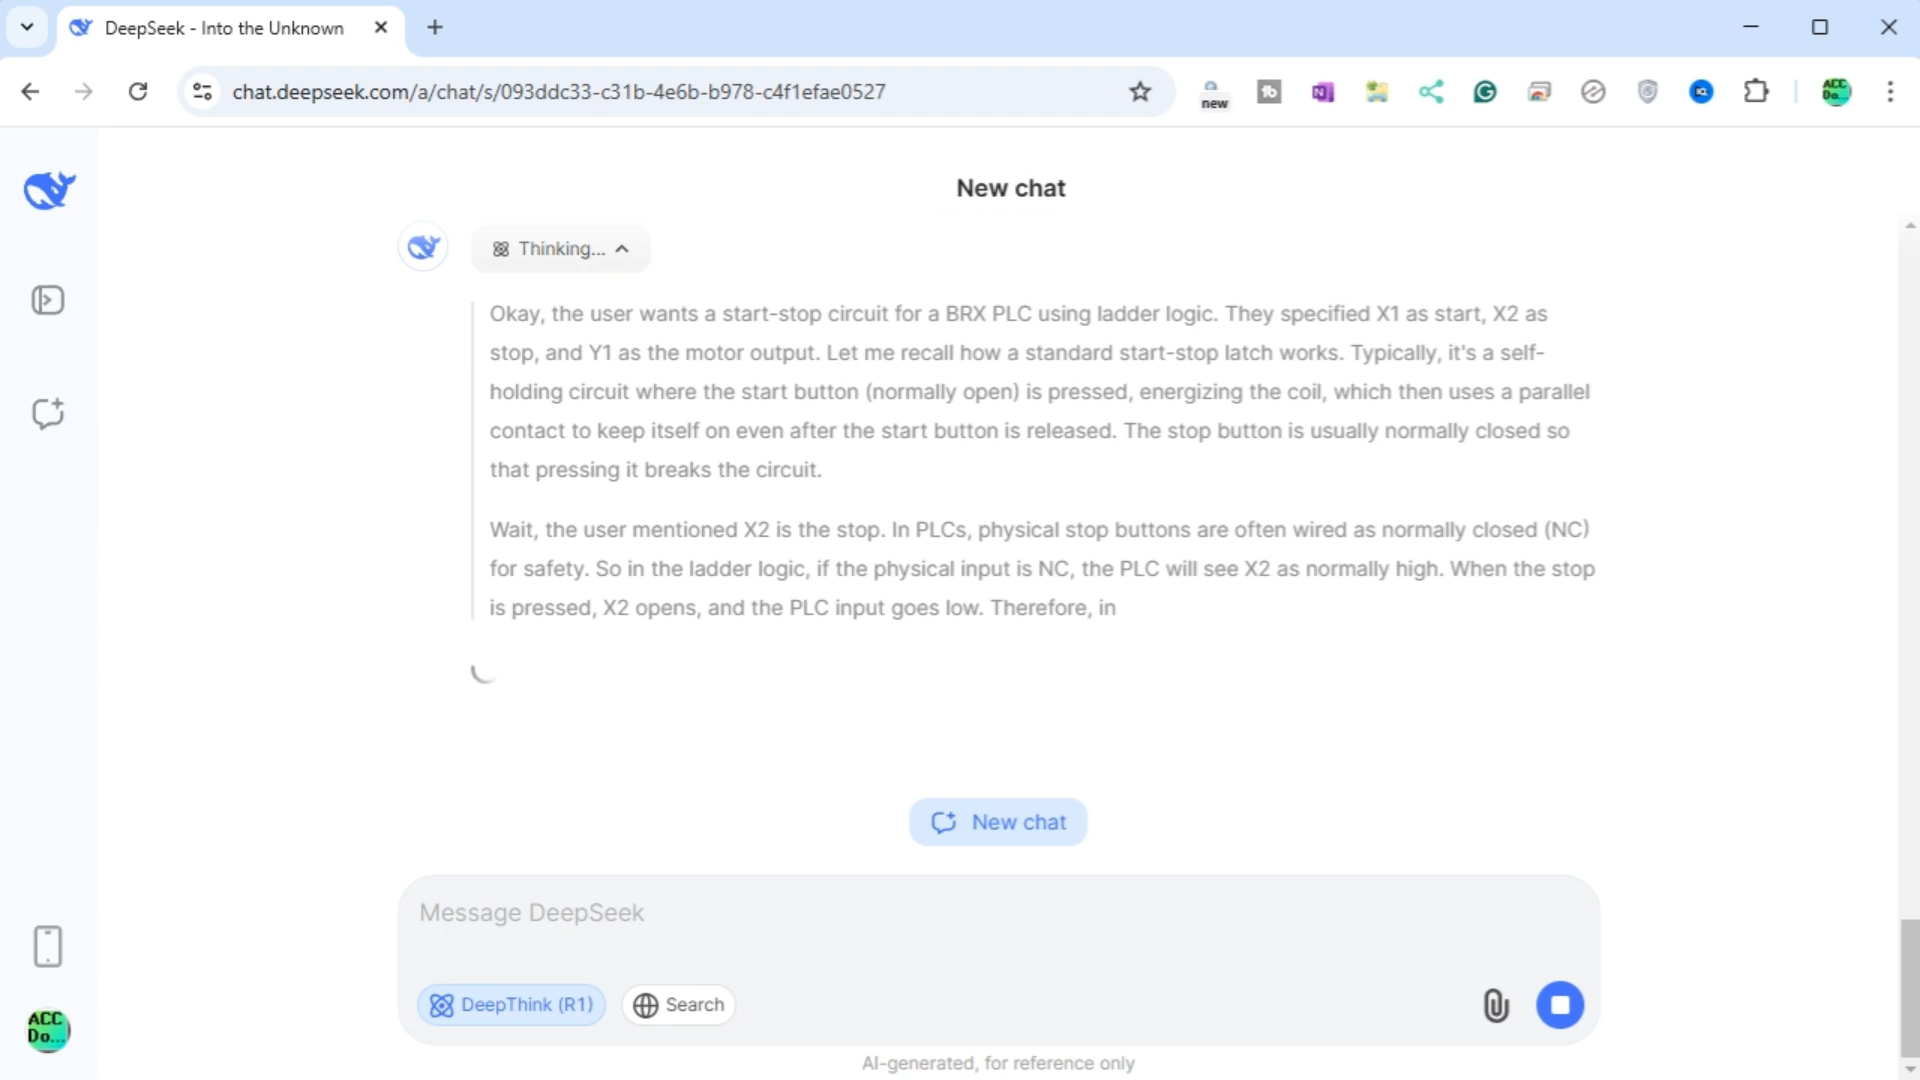 DeepSeek - Into the Unknown
chat.deepseek.com/a/chat/s/093ddc33-c31b-4e6b-b978-c4f1efae0527
new
ACC
Do...
New chat
Thinking...
Okay, the user wants a start-stop circuit for a BRX PLC using ladder logic. They specified X1 as start, X2 as
stop, and Y1 as the motor output. Let me recall how a standard start-stop latch works. Typically, it's a self-
holding circuit where the start button (normally open) is pressed, energizing the coil, which then uses a parallel
contact to keep itself on even after the start button is released. The stop button is usually normally closed so
that pressing it breaks the circuit.
Wait, the user mentioned X2 is the stop. In PLCs, physical stop buttons are often wired as normally closed (NC)
for safety. So in the ladder logic, if the physical input is NC, the PLC will see X2 as normally high. When the stop
is pressed, X2 opens, and the PLC input goes low. Therefore, in
New chat
Message DeepSeek
DeepThink (R1)
Search
ACC
Do...
AI-generated, for reference only